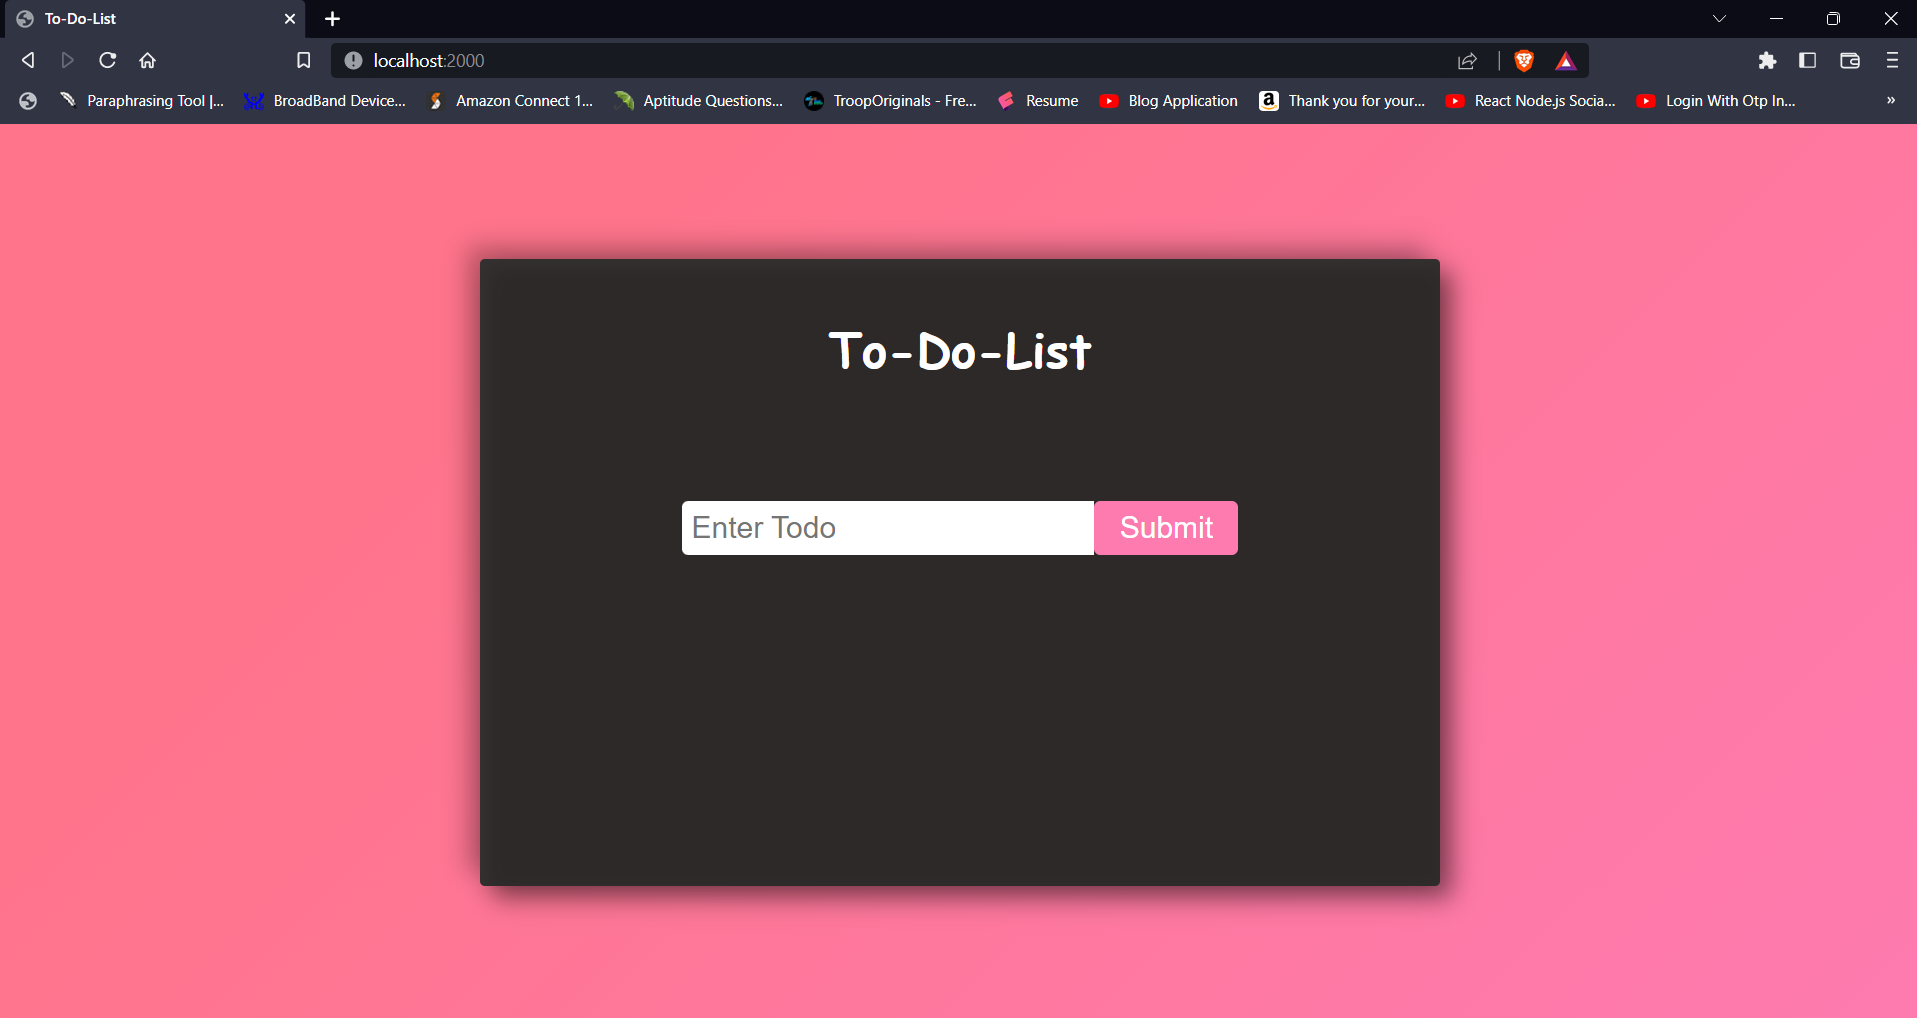 To-Do-List
localhost:2000
Paraphrasing Tool |... BroadBand Device... Amazon Connect 1... Aptitude Questions... TroopOriginals - Fre... Resume Blog Application Thank you for your... React Node.js Socia... Login With Otp In... »
To-Do-List
Enter Todo Submit